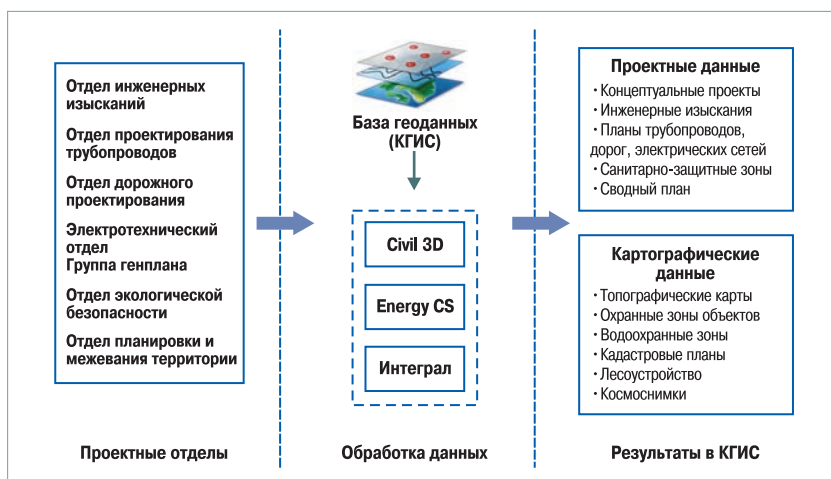 Отдел инженерных
изысканий
Отдел проектирования
трубопроводов
Отдел дорожного
проектирования
Электротехнический
отдел
Группа генплана
Отдел экологической
безопасности
Отдел планировки и
межевания территории
Проектные отделы
База геоданных
(КГИС)
Civil 3D
Energy CS
Интеграл
Обработка данных
Проектные данные
· Концептуальные проекты
· Инженерные изыскания
· Планы трубопроводов,
дорог, электрических сетей
· Санитарно-защитные зоны
· Сводный план
Картографические
данные
· Топографические карты
· Охранные зоны объектов
· Водоохранные зоны
· Кадастровые планы
· Лесоустройство
· Космоснимки
Результаты в КГИС